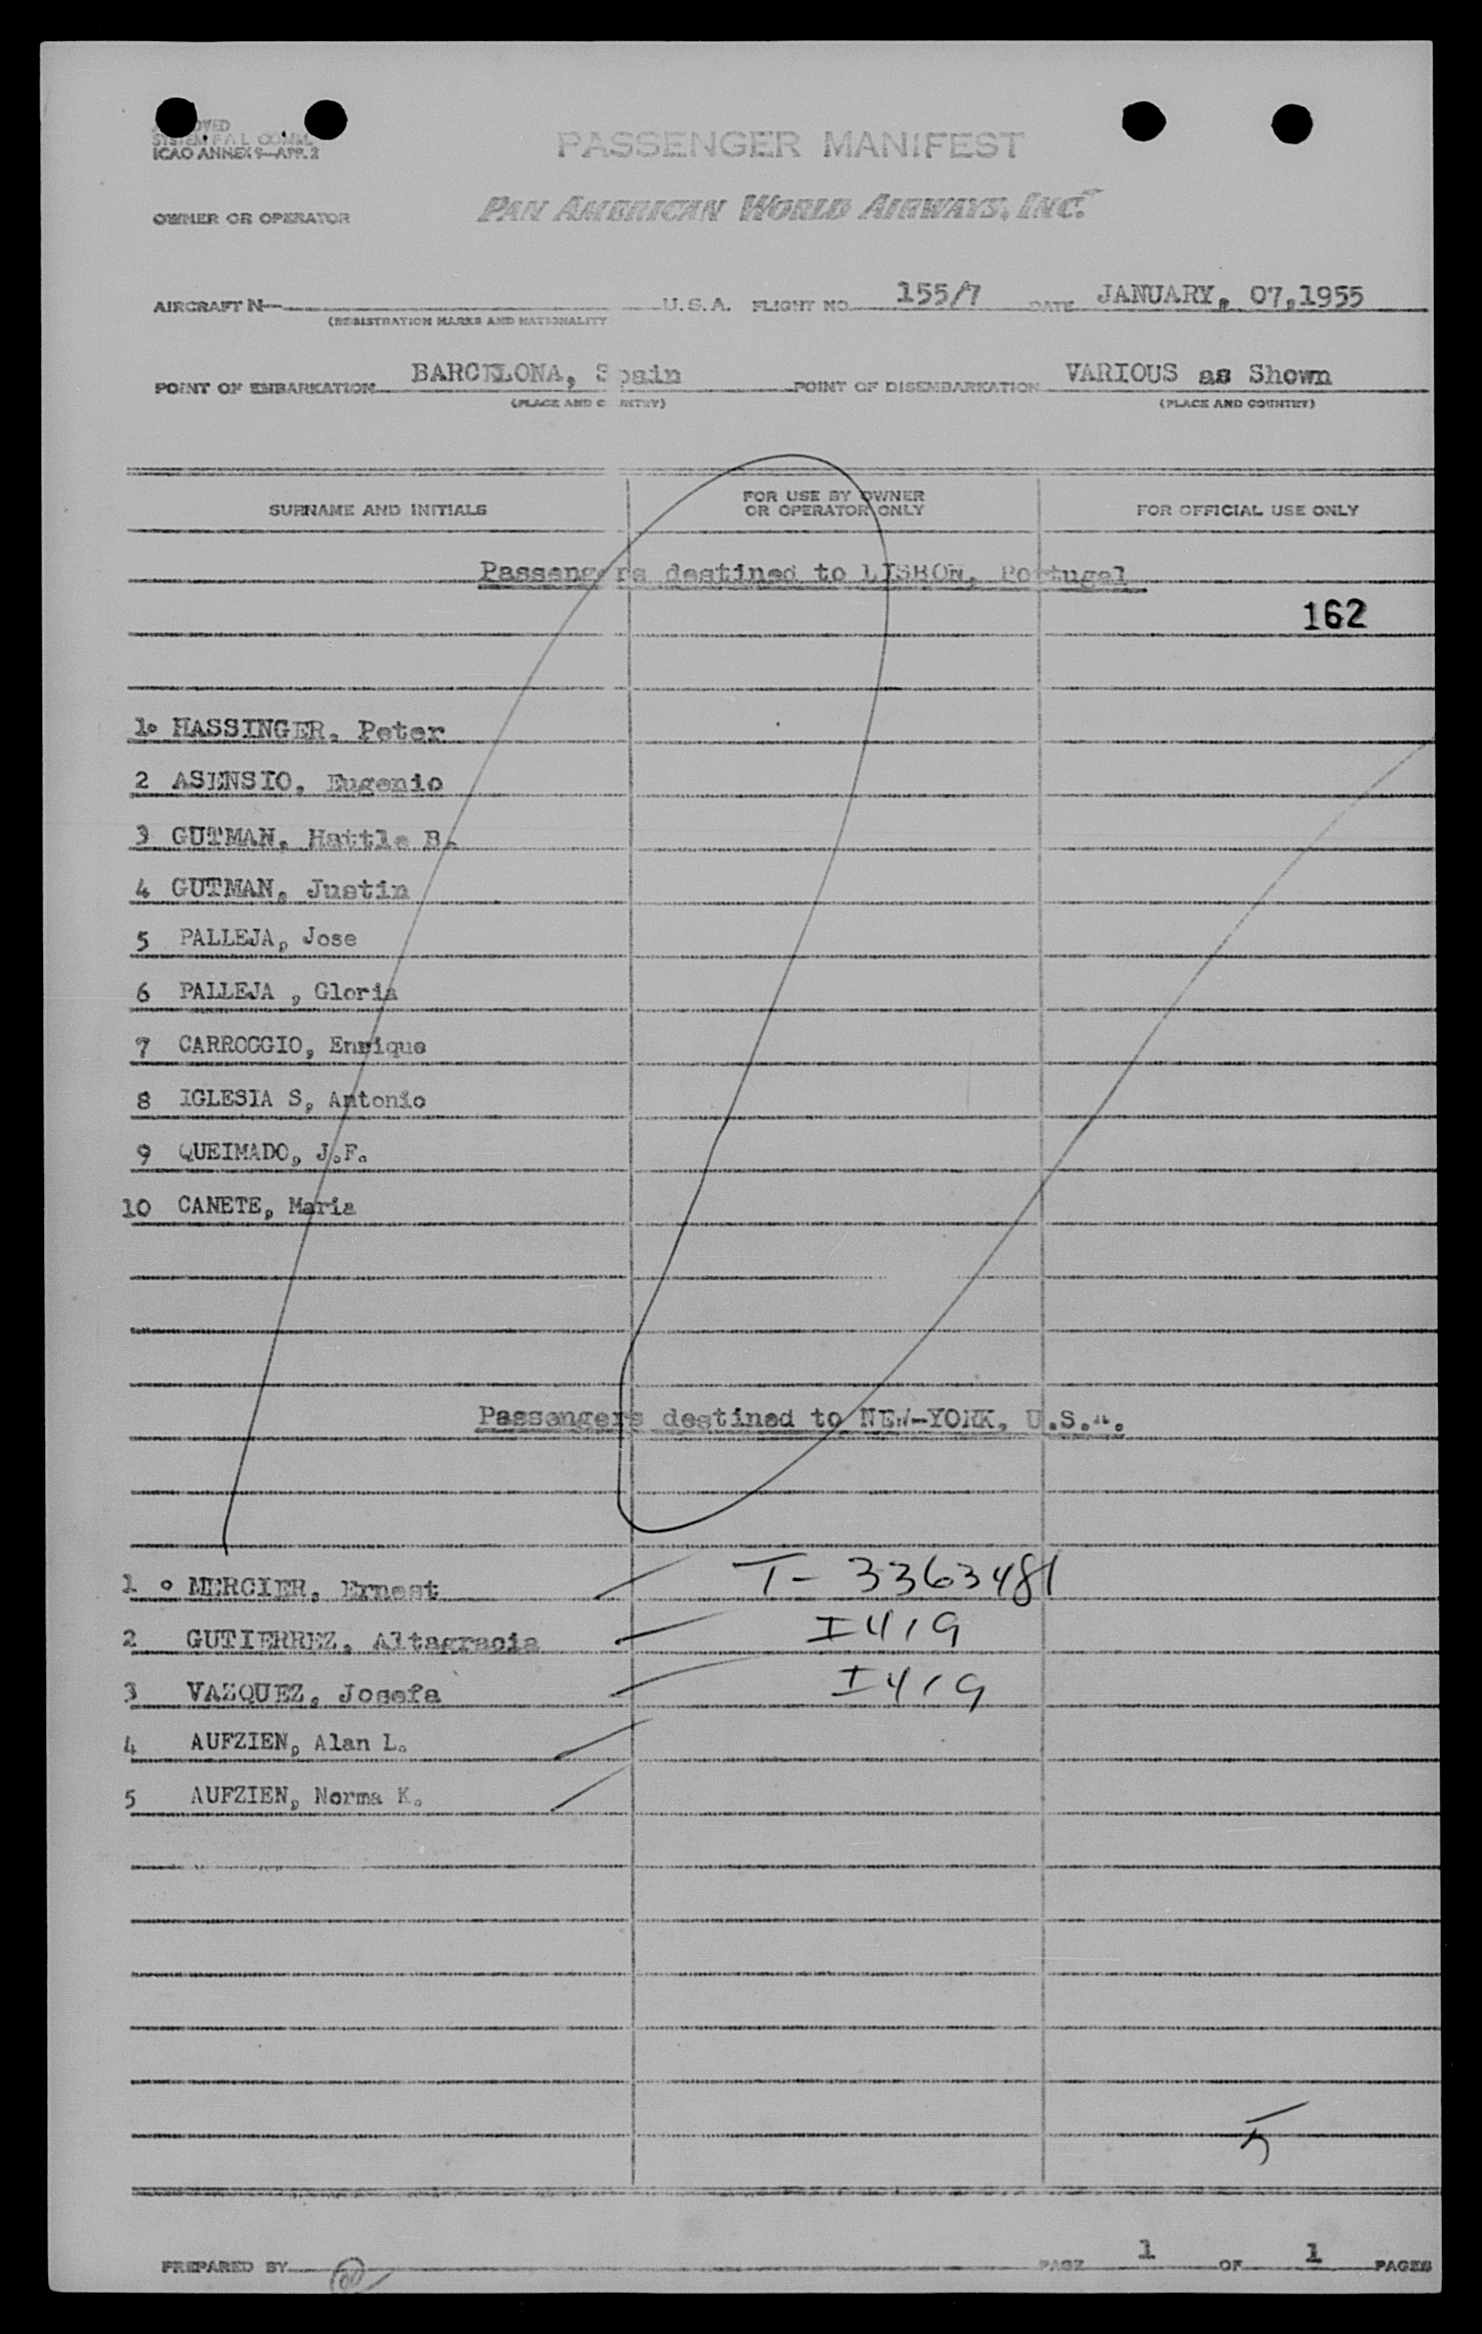 APPROVED
SYSTEM F.A.L. COMM.
ICAO ANNEX 9—APP. 2
PASSENGER MANIFEST
OWNER OR OPERATOR
PAN AMERICAN WORLD AIRWAYS, INC.
AIRCRAFT N— U.S.A. FLIGHT NO. 155/7 DATE JANUARY, 07,1955
(REGISTRATION MARKS AND NATIONALITY
POINT OF EMBARKATION BARCELONA, Spain POINT OF DISEMBARKATION VARIOUS as Shown
(PLACE AND COUNTRY) (PLACE AND COUNTRY)
SURNAME AND INITIALS FOR USE BY OWNER OR OPERATOR ONLY FOR OFFICIAL USE ONLY
Passengers destined to LISBON, Portugal
162
1. HASSINGER, Peter
2 ASENSIO, Eugenio
3 GUTMAN, Hattie B.
4 GUTMAN, Justin
5 PALLEJA, Jose
6 PALLEJA , Gloria
7 CARROGGIO, Enrique
8 IGLESIA S, Antonio
9 QUEIMADO, J.F.
10 CANETE, Maria
Passengers destined to NEW-YORK, U.S.A.
1 MERCIER, Ernest T- 3363481
2 GUTIERREZ, Altagracia I419
3 VAZQUEZ, Josefa I419
4 AUFZIEN, Alan L.
5 AUFZIEN, Norma K.
5
PREPARED BY PAGE 1 OF 1 PAGES